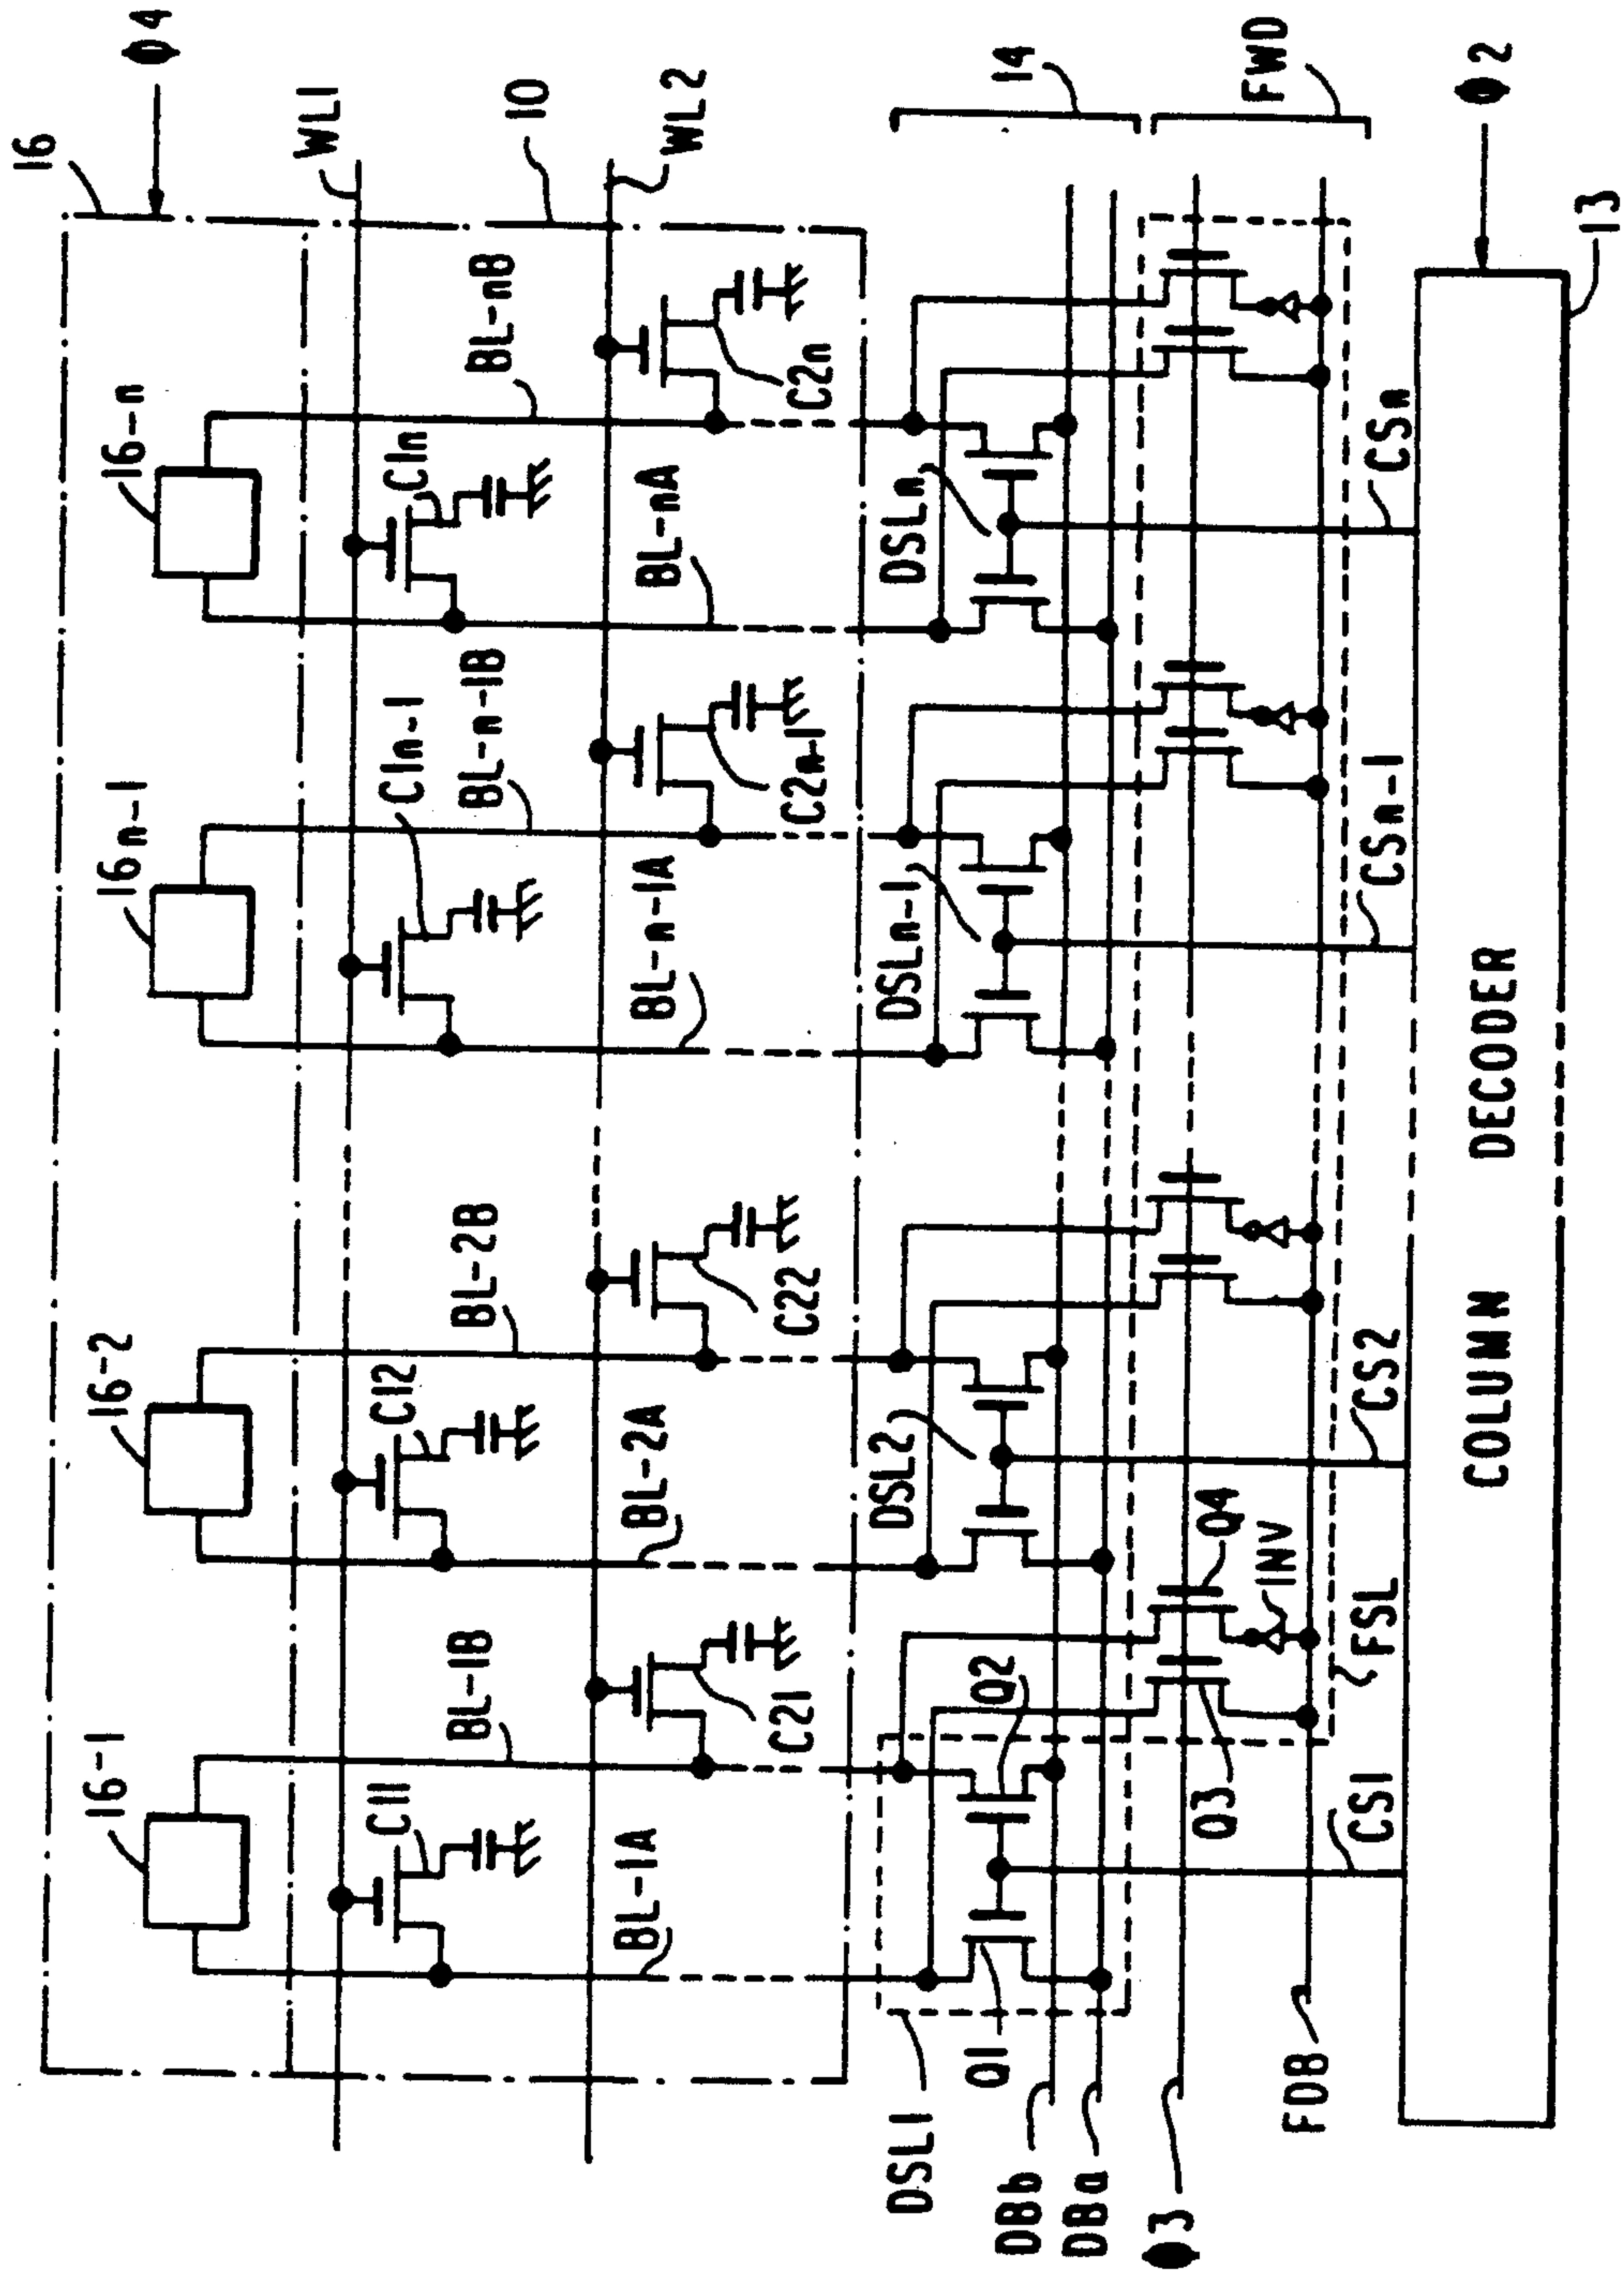 16
Φ4
16-1
16-2
16n-1
16-n
WL1
C11
C12
C1n-1
C1n
10
BL-1B
BL-2B
BL-n-1B
BL-nB
BL-1A
BL-2A
BL-n-1A
BL-nA
WL2
C21
C22
C2n-1
C2n
DSL1
DSL2
DSLn-1
DSLn
14
Q1
Q2
DBb
DBa
Φ3
Q3
Q4
INV
FWD
FDB
FSL
CS1
CS2
CSn-1
CSn
Φ2
COLUMN DECODER
13